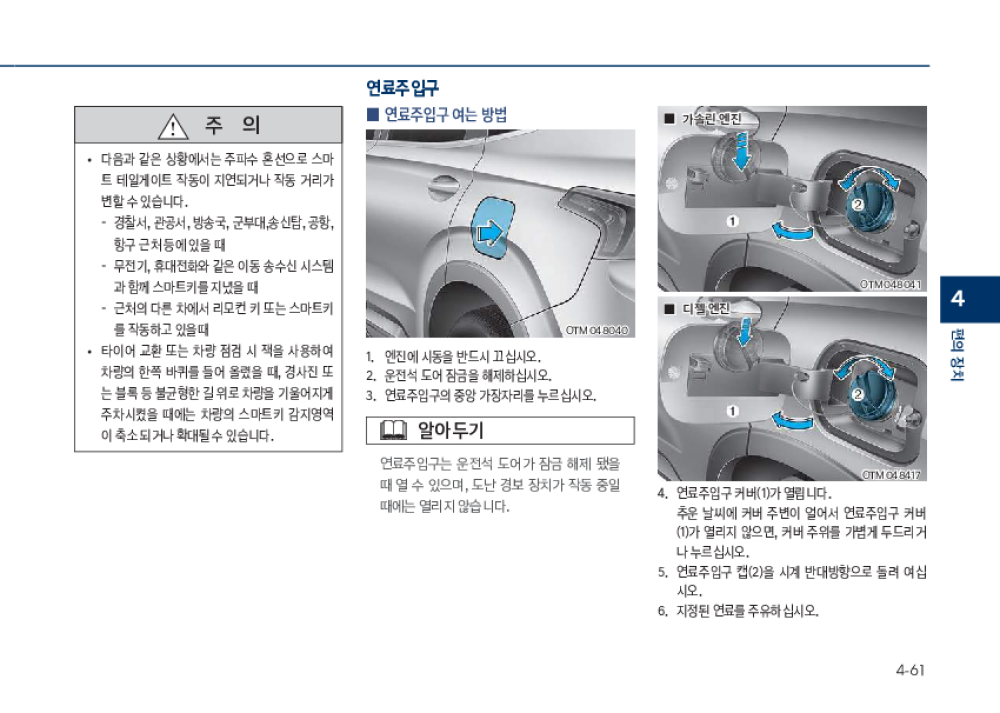 주 의
• 다음과 같은 상황에서는 주파수 혼선으로 스마
트 테일게이트 작동이 지연되거나 작동 거리가
변할 수 있습니다.
- 경찰서, 관공서, 방송국, 군부대,송신탑, 공항,
항구 근처등에 있을 때
- 무전기, 휴대전화와 같은 이동 송수신 시스템
과 함께 스마트키를 지녔을 때
- 근처의 다른 차에서 리모컨 키 또는 스마트키
를 작동하고 있을때
• 타이어 교환 또는 차량 점검 시 잭을 사용하여
차량의 한쪽 바퀴를 들어 올렸을 때, 경사진 또
는 블록 등 불균형한 길 위로 차량을 기울어지게
주차시켰을 때에는 차량의 스마트키 감지영역
이 축소되거나 확대될 수 있습니다.
연료주입구
■ 연료주입구 여는 방법
OTM048040
1. 엔진에 시동을 반드시 끄십시오.
2. 운전석 도어 잠금을 해제하십시오.
3. 연료주입구의 중앙 가장자리를 누르십시오.
알아두기
연료주입구는 운전석 도어가 잠금 해제 됐을
때 열 수 있으며, 도난 경보 장치가 작동 중일
때에는 열리지 않습니다.
■ 가솔린 엔진
1
2
OTM048041
■ 디젤 엔진
1
2
OTM048417
4. 연료주입구 커버(1)가 열립니다.
추운 날씨에 커버 주변이 얼어서 연료주입구 커버
(1)가 열리지 않으면, 커버 주위를 가볍게 두드리거
나 누르십시오.
5. 연료주입구 캡(2)을 시계 반대방향으로 돌려 여십
시오.
6. 지정된 연료를 주유하십시오.
4
편의 장치
4-61